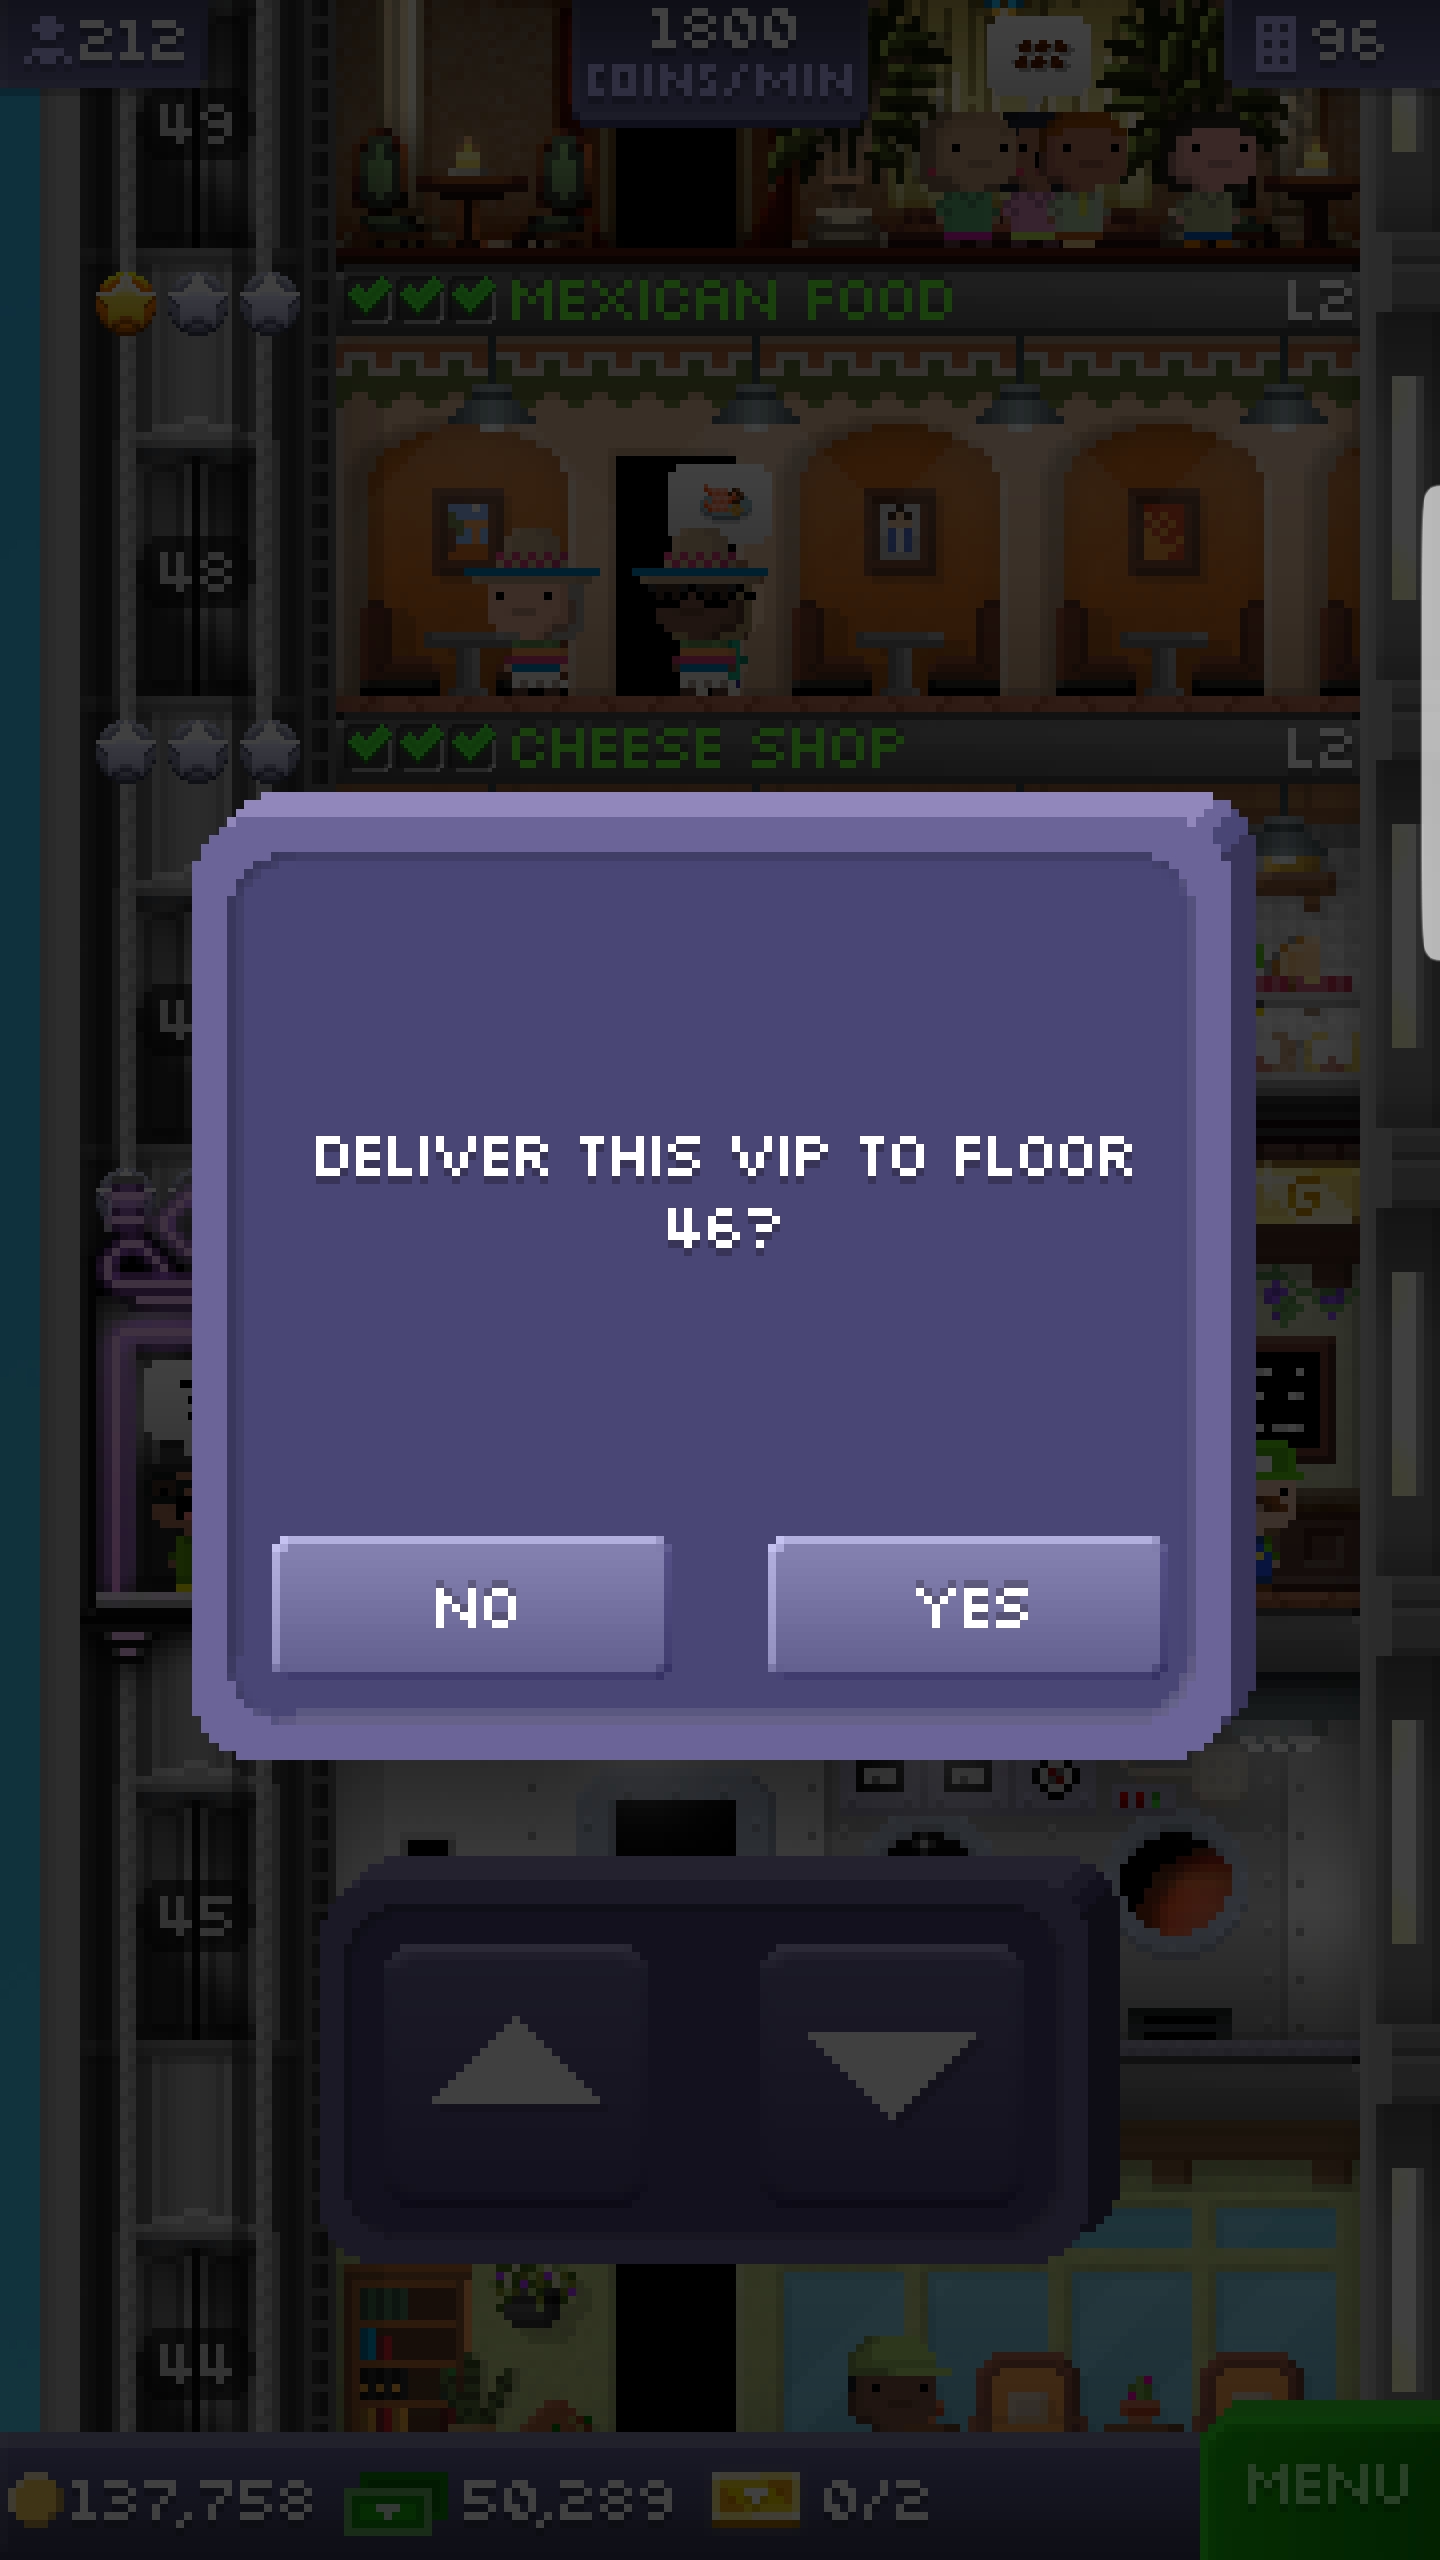 212
1800
COINS/MIN
96
49
MEXICAN FOOD L2
48
CHEESE SHOP L2
4
G
DELIVER THIS VIP TO FLOOR
46?
NO YES
45
44
137,758 50,289 0/2 MENU